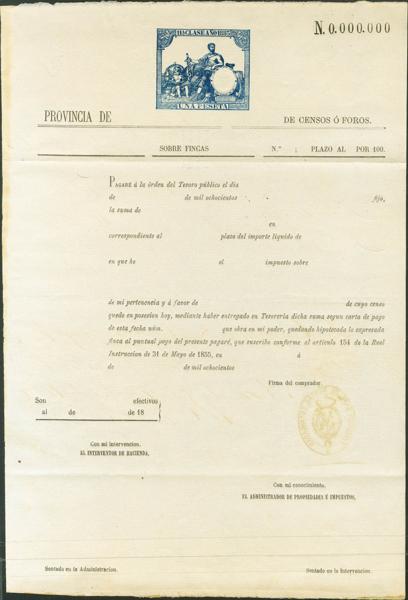 N. 0.000.000
UNA PESETA
PROVINCIA DE
DE CENSOS Ó FOROS.
SOBRE FINCAS N.º PLAZO AL POR 100.
PAGARÉ á la órden del Tesoro público el dia
de de mil ochocientos fijo,
la suma de
en
correspondiente al plazo del importe líquido de
en que he el impuesto sobre
de mi pertenencia y á favor de de cuyo censo
quedo en posesion hoy, mediante haber entregado en Tesorería dicha suma segun carta de pago
de esta fecha núm. que obra en mi poder, quedando hipotecada la expresada
finca al puntual pago del presente pagaré, que suscribo conforme al artículo 154 de la Real
Instruccion de 31 de Mayo de 1855, en á
de de mil ochocientos
Firma del comprador
Son efectivos
al de de 18
Con mi intervencion.
EL INTERVENTOR DE HACIENDA,
Con mi conocimiento,
EL ADMINISTRADOR DE PROPIEDADES É IMPUESTOS,
Sentado en la Administracion. Sentado en la Intervencion.